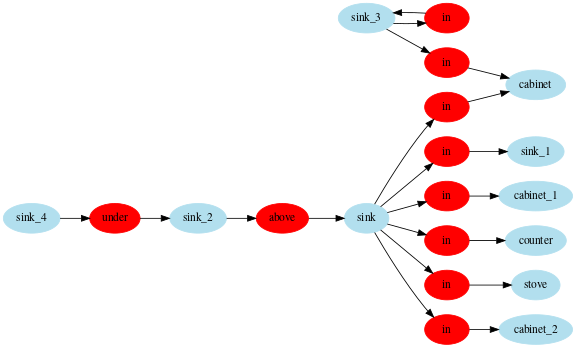 sink_3 in
in
cabinet
in
in sink_1
in cabinet_1
sink_4 under sink_2 above sink
in counter
in stove
in cabinet_2